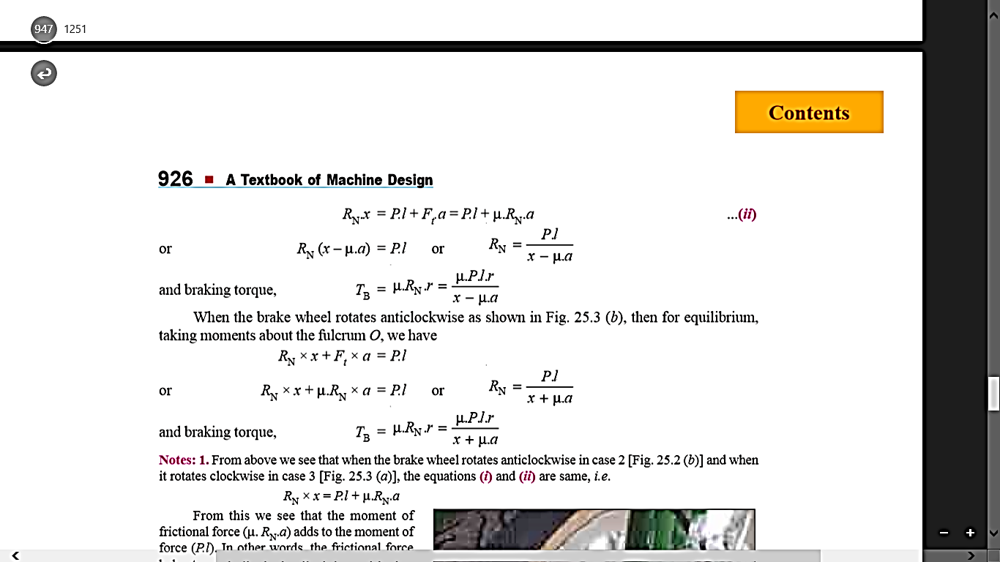 947 1251
Contents
926 ■ A Textbook of Machine Design
R_N.x = P.l + F_t.a = P.l + μ.R_N.a ...(ii)
or R_N (x – μ.a) = P.l or R_N = P.l / (x – μ.a)
and braking torque, T_B = μ.R_N.r = μ.P.l.r / (x – μ.a)
When the brake wheel rotates anticlockwise as shown in Fig. 25.3 (b), then for equilibrium,
taking moments about the fulcrum O, we have
R_N × x + F_t × a = P.l
or R_N × x + μ.R_N × a = P.l or R_N = P.l / (x + μ.a)
and braking torque, T_B = μ.R_N.r = μ.P.l.r / (x + μ.a)
Notes: 1. From above we see that when the brake wheel rotates anticlockwise in case 2 [Fig. 25.2 (b)] and when
it rotates clockwise in case 3 [Fig. 25.3 (a)], the equations (i) and (ii) are same, i.e.
R_N × x = P.l + μ.R_N.a
From this we see that the moment of
frictional force (μ. R_N.a) adds to the moment of
force (P.l). In other words, the frictional force